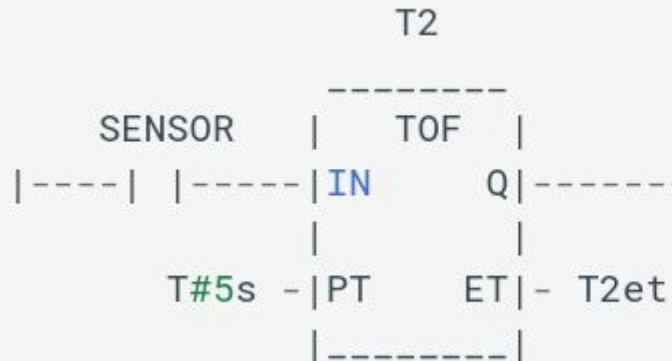 T2
--------
SENSOR | TOF |
|----| |-----|IN Q|------
| |
T#5s -|PT ET|- T2et
|--------|